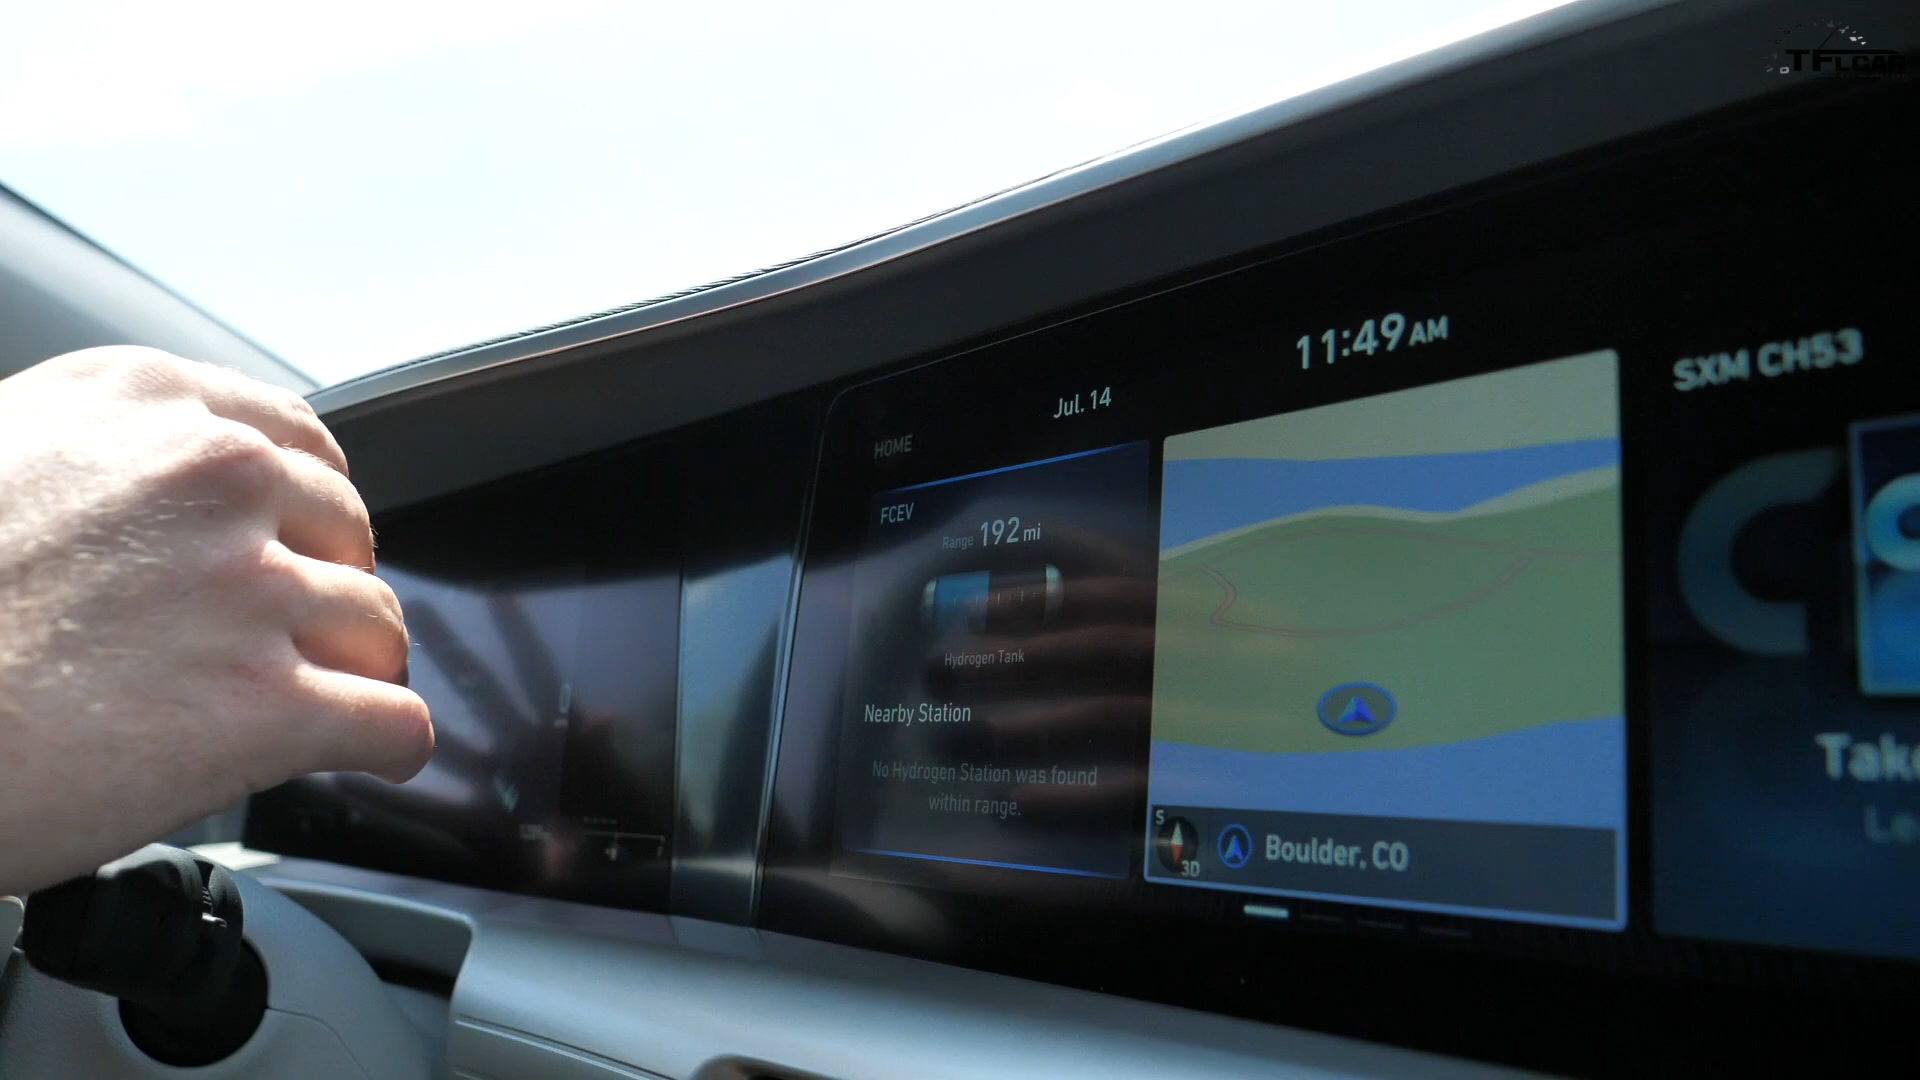 TFLCAR
11:49 AM
Jul. 14
SXM CH53
HOME
FCEV
Range 192 mi
Hydrogen Tank
Nearby Station
No Hydrogen Station was found
within range.
S
3D
Boulder, CO